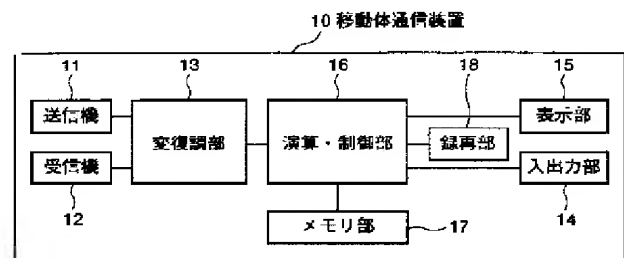 10 移動体通信装置
11 13 16 18 15
送信機 変復調部 演算・制御部 録再部 表示部
受信機 入出力部
12 14
メモリ部 17